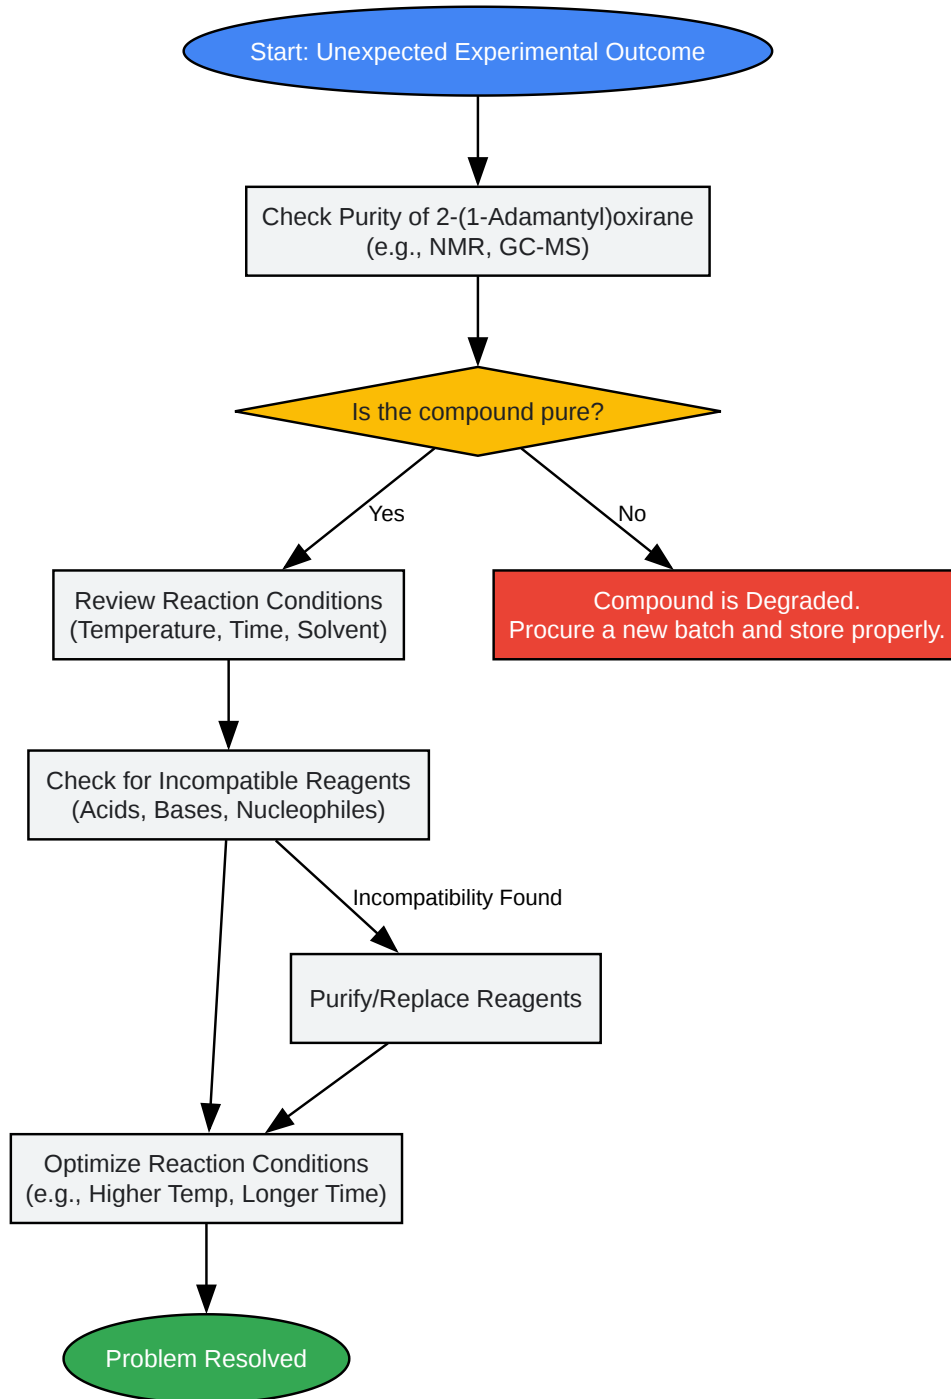 Start: Unexpected Experimental Outcome
Check Purity of 2-(1-Adamantyl)oxirane
(e.g., NMR, GC-MS)
Is the compound pure?
Yes
No
Review Reaction Conditions
(Temperature, Time, Solvent)
Compound is Degraded.
Procure a new batch and store properly.
Check for Incompatible Reagents
(Acids, Bases, Nucleophiles)
Incompatibility Found
Purify/Replace Reagents
Optimize Reaction Conditions
(e.g., Higher Temp, Longer Time)
Problem Resolved